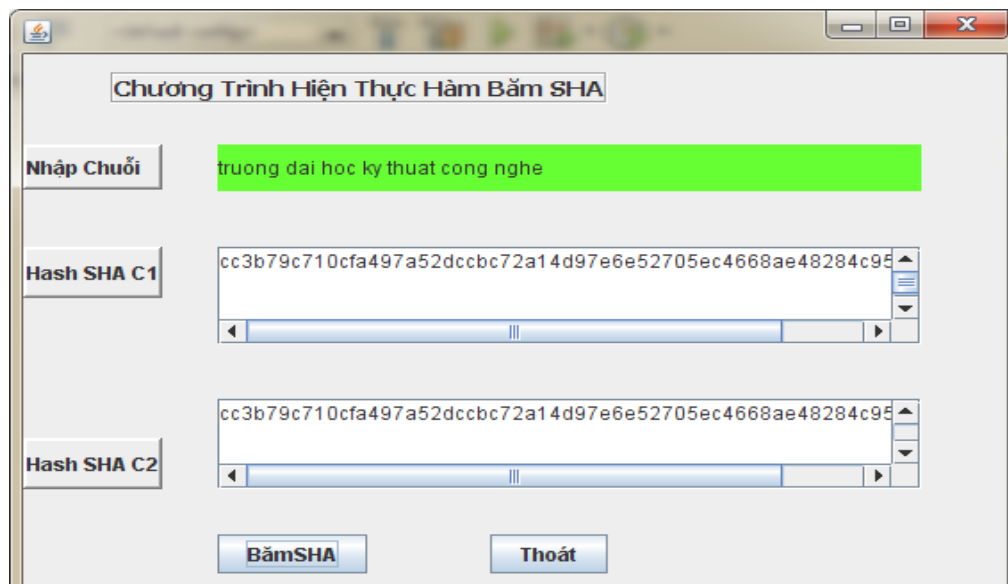 Chương Trình Hiện Thực Hàm Băm SHA
Nhập Chuỗi
truong dai hoc ky thuat cong nghe
Hash SHA C1
cc3b79c710cfa497a52dccbc72a14d97e6e52705ec4668ae48284c95
Hash SHA C2
cc3b79c710cfa497a52dccbc72a14d97e6e52705ec4668ae48284c95
BămSHA
Thoát